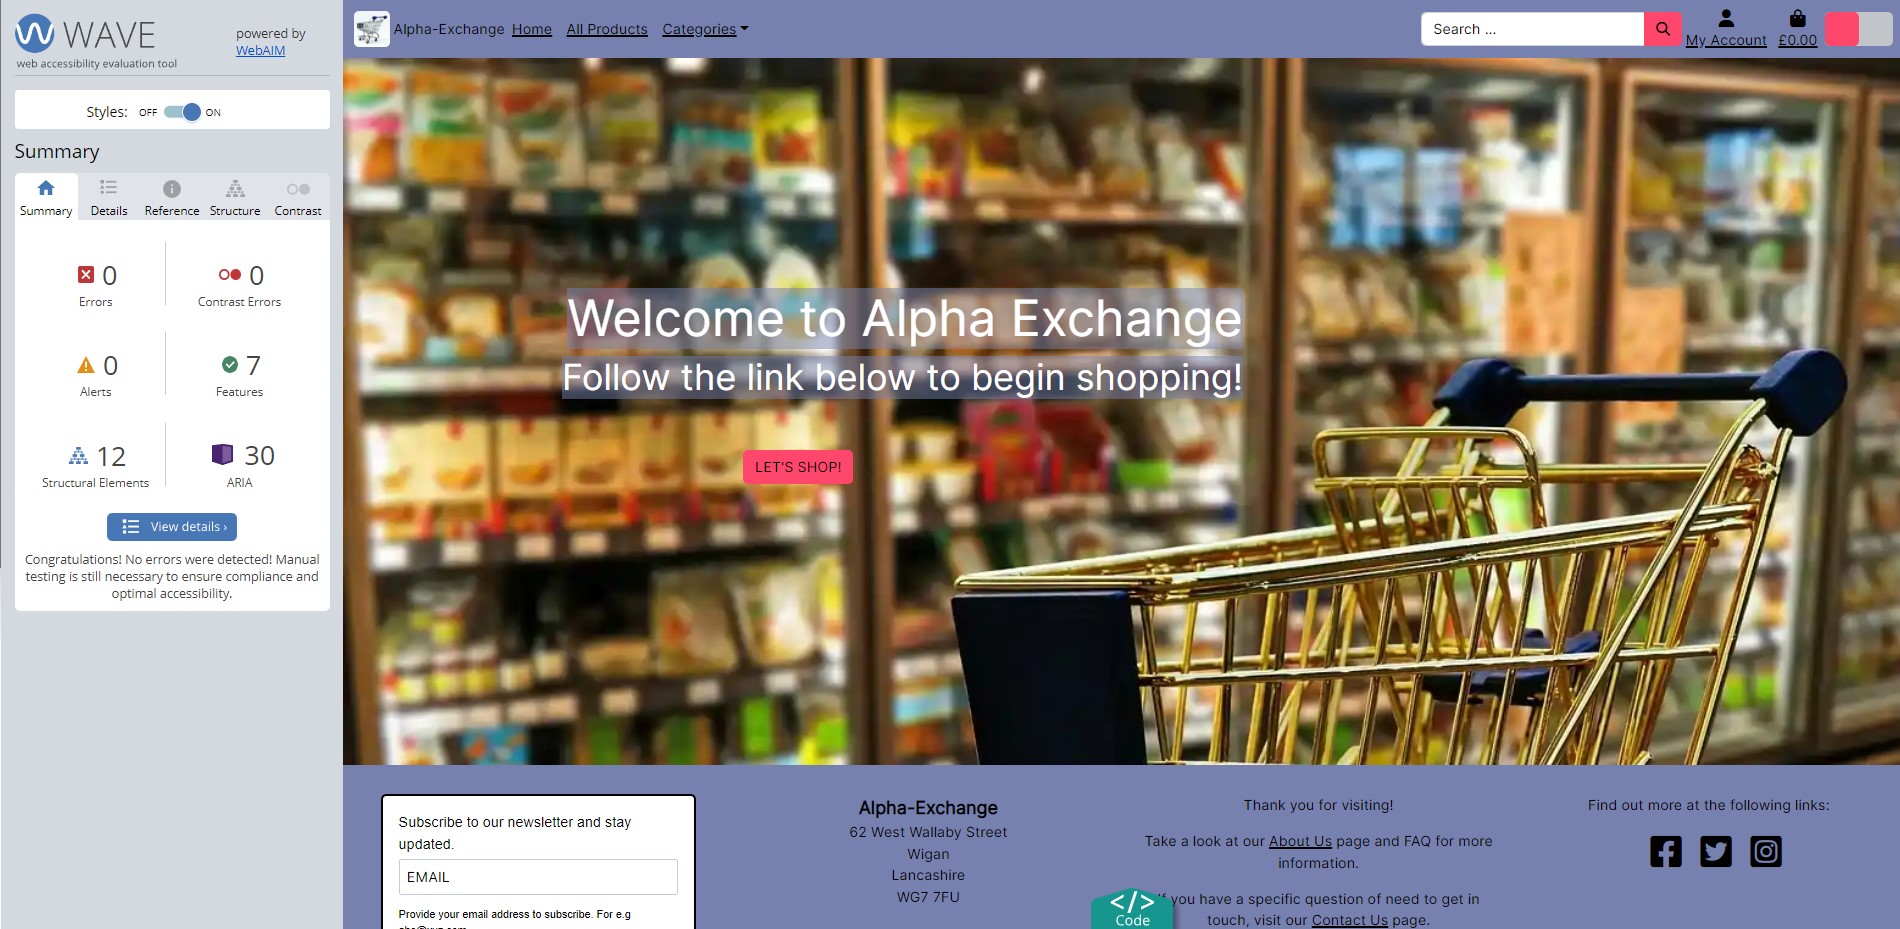 WAVE
web accessibility evaluation tool
powered by
WebAIM
Styles: OFF ON
Summary
Summary Details Reference Structure Contrast
0 0
Errors Contrast Errors
0 7
Alerts Features
12 30
Structural Elements ARIA
View details ›
Congratulations! No errors were detected! Manual
testing is still necessary to ensure compliance and
optimal accessibility.
Alpha-Exchange Home All Products Categories
Search ...
My Account £0.00
Welcome to Alpha Exchange
Follow the link below to begin shopping!
LET'S SHOP!
Subscribe to our newsletter and stay
updated.
EMAIL
Provide your email address to subscribe. For e.g
Alpha-Exchange
62 West Wallaby Street
Wigan
Lancashire
WG7 7FU
Thank you for visiting!
Take a look at our About Us page and FAQ for more
information.
If you have a specific question of need to get in
touch, visit our Contact Us page.
</> Code
Find out more at the following links: